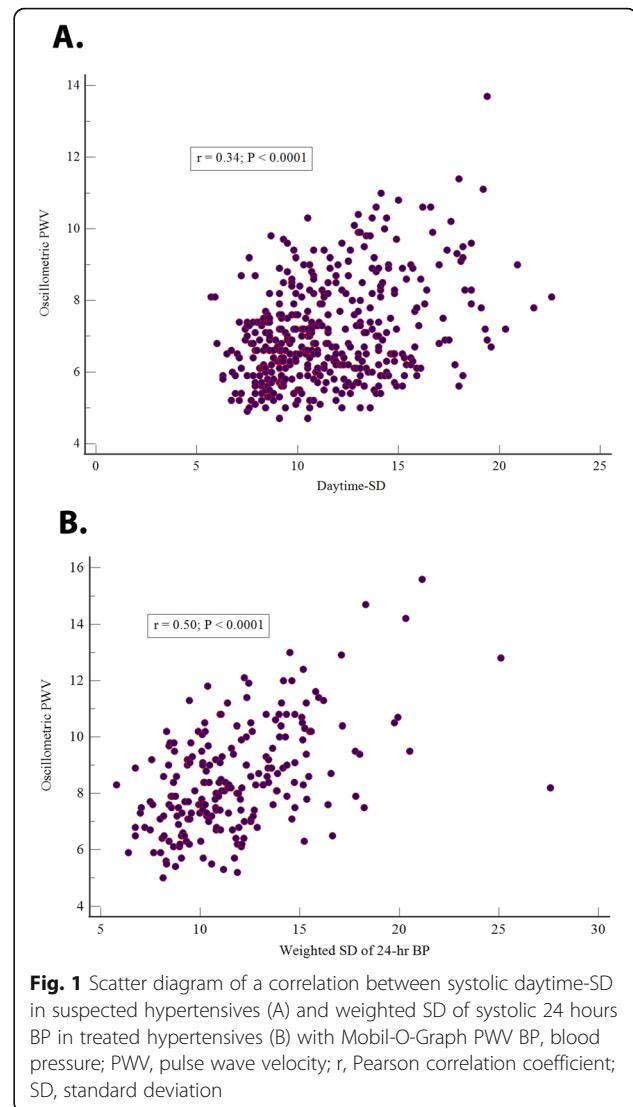 A.
14
12
10
8
6
4
Oscillometric PWV
r = 0.34; P < 0.0001
0 5 10 15 20 25
Daytime-SD
B.
16
14
12
10
8
6
4
Oscillometric PWV
r = 0.50; P < 0.0001
5 10 15 20 25 30
Weighted SD of 24-hr BP
Fig. 1 Scatter diagram of a correlation between systolic daytime-SD
in suspected hypertensives (A) and weighted SD of systolic 24 hours
BP in treated hypertensives (B) with Mobil-O-Graph PWV BP, blood
pressure; PWV, pulse wave velocity; r, Pearson correlation coefficient;
SD, standard deviation